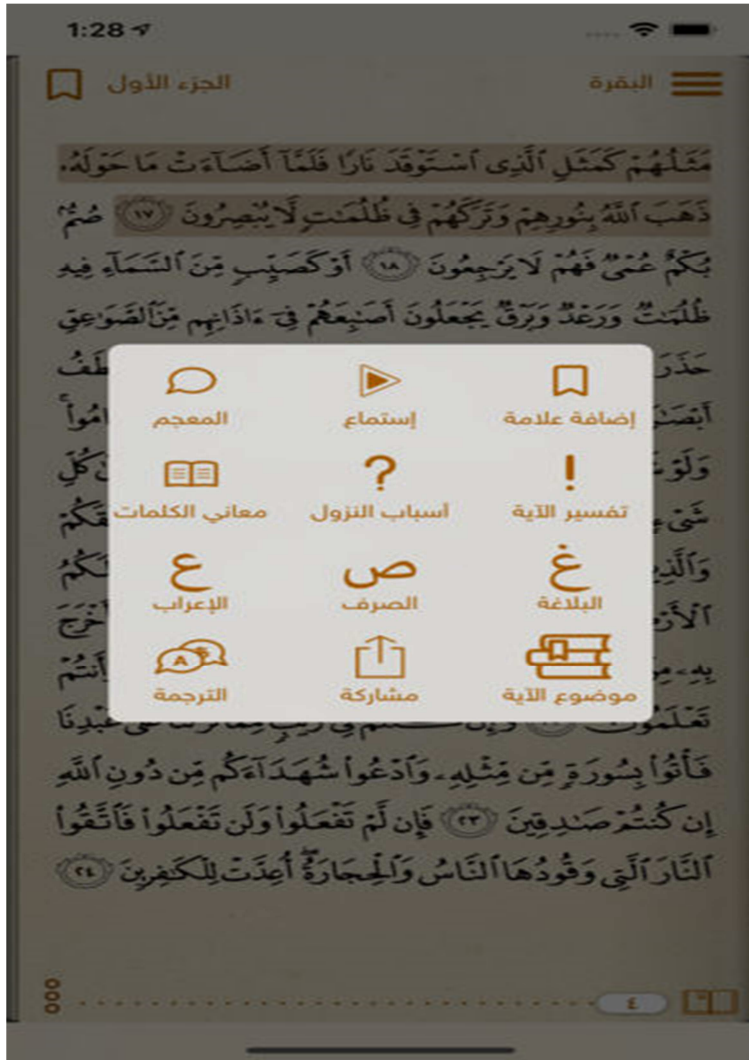 1:28
البقرة الجزء الأول
مَثَلُهُمْ كَمَثَلِ ٱلَّذِى ٱسْتَوْقَدَ نَارًا فَلَمَّآ أَضَآءَتْ مَا حَوْلَهُۥ
ذَهَبَ ٱللَّهُ بِنُورِهِمْ وَتَرَكَهُمْ فِى ظُلُمَٰتٍ لَّا يُبْصِرُونَ ١٧ صُمٌّۢ
بُكْمٌ عُمْىٌ فَهُمْ لَا يَرْجِعُونَ ١٨ أَوْ كَصَيِّبٍ مِّنَ ٱلسَّمَآءِ فِيهِ
ظُلُمَٰتٌ وَرَعْدٌ وَبَرْقٌ يَجْعَلُونَ أَصَٰبِعَهُمْ فِىٓ ءَاذَانِهِم مِّنَ ٱلصَّوَٰعِقِ
إضافة علامة إستماع المعجم
تفسير الآية أسباب النزول معاني الكلمات
غ ص ع
البلاغة الصرف الإعراب
موضوع الآية مشاركة الترجمة
فَأْتُوا۟ بِسُورَةٍ مِّن مِّثْلِهِۦ وَٱدْعُوا۟ شُهَدَآءَكُم مِّن دُونِ ٱللَّهِ
إِن كُنتُمْ صَٰدِقِينَ ٢٣ فَإِن لَّمْ تَفْعَلُوا۟ وَلَن تَفْعَلُوا۟ فَٱتَّقُوا۟
ٱلنَّارَ ٱلَّتِى وَقُودُهَا ٱلنَّاسُ وَٱلْحِجَارَةُ أُعِدَّتْ لِلْكَٰفِرِينَ ٢٤
٤